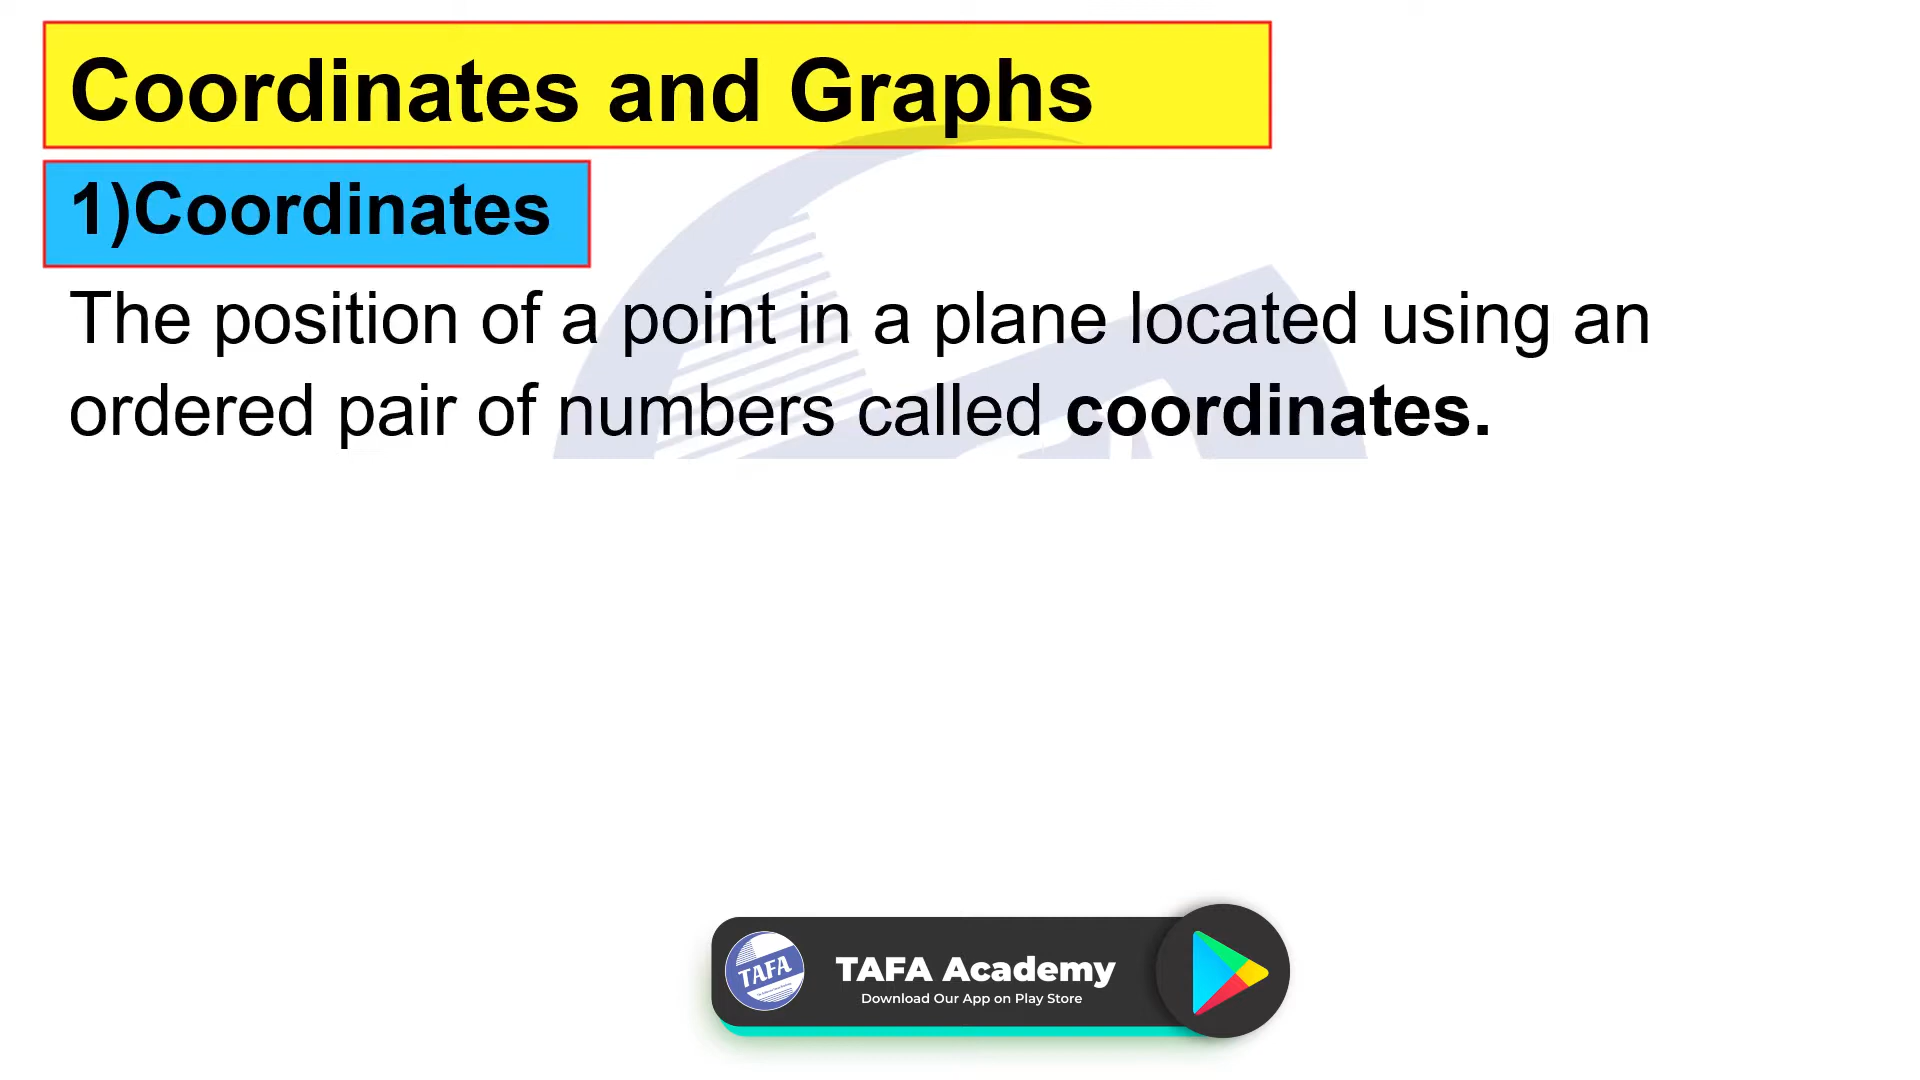 Coordinates and Graphs
1)Coordinates
The position of a point in a plane located using an
ordered pair of numbers called coordinates.
TAFA
TAFA Academy
Download Our App on Play Store